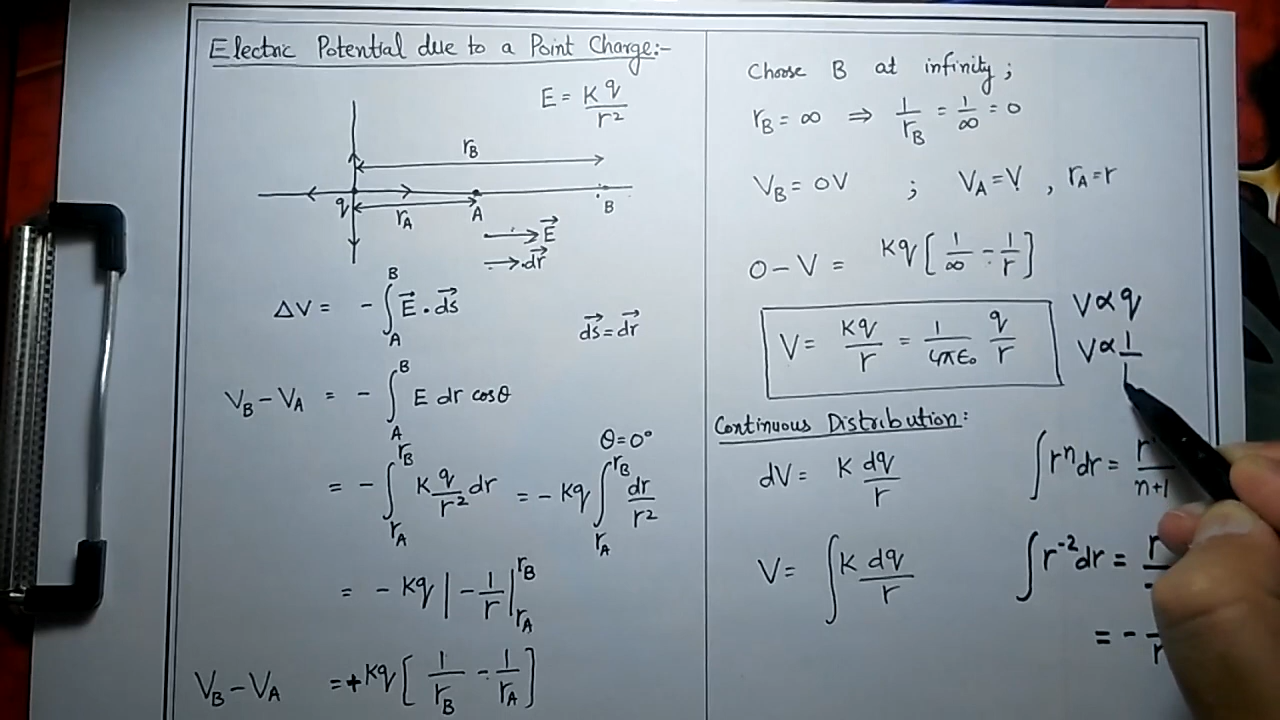 Electric Potential due to a Point Charge:-
E = Kq/r²
r_B
q r_A A B
E⃗
dr⃗
ΔV = - ∫_A^B E⃗ . ds⃗
ds⃗ = dr⃗
V_B - V_A = - ∫_A^B E dr cosθ
θ = 0°
= - ∫_{r_A}^{r_B} K q/r² dr = - Kq ∫_{r_A}^{r_B} dr/r²
= - Kq | - 1/r |_{r_A}^{r_B}
V_B - V_A = + Kq [ 1/r_B - 1/r_A ]
Choose B at infinity ;
r_B = ∞ ⇒ 1/r_B = 1/∞ = 0
V_B = 0V ; V_A = V , r_A = r
0 - V = Kq [ 1/∞ - 1/r ]
V = Kq/r = 1/4πε₀ q/r
V ∝ q
V ∝ 1/
Continuous Distribution:
dV = K dq/r
V = ∫ K dq/r
∫ rⁿ dr = r/n+1
∫ r⁻² dr = r/-
= - /r